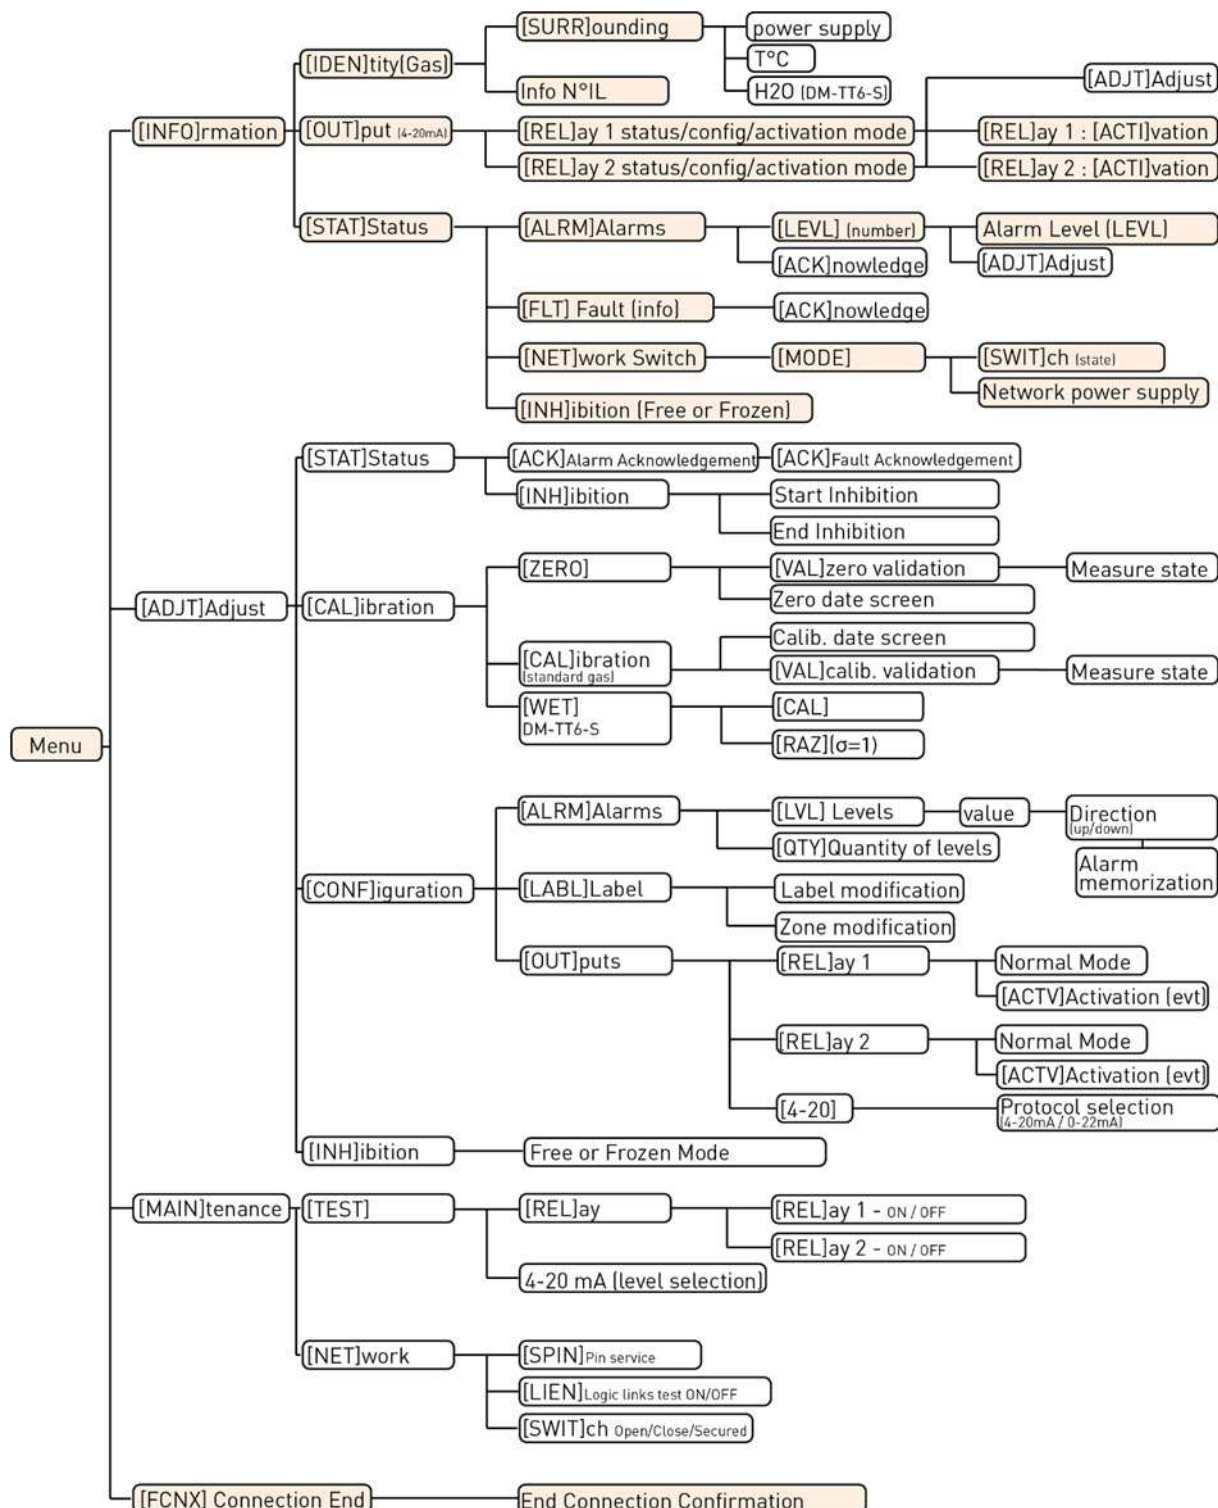 [SURR]ounding
power supply
[IDEN]tity(Gas)
T°C
[ADJT]Adjust
Info N°IL
H2O (DM-TT6-S)
[INFO]rmation
[OUT]put (4-20mA)
[REL]ay 1 status/config/activation mode
[REL]ay 1 : [ACTI]vation
[REL]ay 2 status/config/activation mode
[REL]ay 2 : [ACTI]vation
[STAT]Status
[ALRM]Alarms
[LEVL] (number)
Alarm Level (LEVL)
[ACK]nowledge
[ADJT]Adjust
[FLT] Fault (info)
[ACK]nowledge
[NET]work Switch
[MODE]
[SWIT]ch (state)
Network power supply
[INH]ibition (Free or Frozen)
[STAT]Status
[ACK]Alarm Acknowledgement
[ACK]Fault Acknowledgement
[INH]ibition
Start Inhibition
End Inhibition
[ZERO]
[VAL]zero validation
Measure state
Zero date screen
[ADJT]Adjust
[CAL]ibration
Calib. date screen
[CAL]ibration
(standard gas)
[VAL]calib. validation
Measure state
[WET]
DM-TT6-S
[CAL]
[RAZ](σ=1)
Menu
[ALRM]Alarms
[LVL] Levels
value
Direction
(up/down)
[QTY]Quantity of levels
Alarm
memorization
[CONF]iguration
[LABL]Label
Label modification
Zone modification
[OUT]puts
[REL]ay 1
Normal Mode
[ACTV]Activation (evt)
[REL]ay 2
Normal Mode
[ACTV]Activation (evt)
[4-20]
Protocol selection
(4-20mA / 0-22mA)
[INH]ibition
Free or Frozen Mode
[MAIN]tenance
[TEST]
[REL]ay
[REL]ay 1 - ON / OFF
[REL]ay 2 - ON / OFF
4-20 mA (level selection)
[NET]work
[SPIN]Pin service
[LIEN]Logic links test ON/OFF
[SWIT]ch Open/Close/Secured
[FCNX] Connection End
End Connection Confirmation